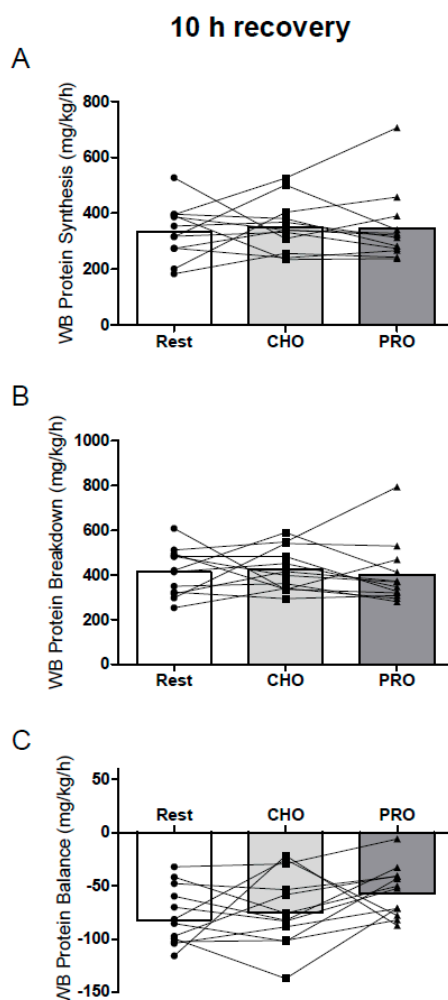 10 h recovery
A
WB Protein Synthesis (mg/kg/h)
800
600
400
200
0
Rest CHO PRO
B
WB Protein Breakdown (mg/kg/h)
1000
800
600
400
200
0
Rest CHO PRO
C
WB Protein Balance (mg/kg/h)
50
Rest CHO PRO
0
-50
-100
-150